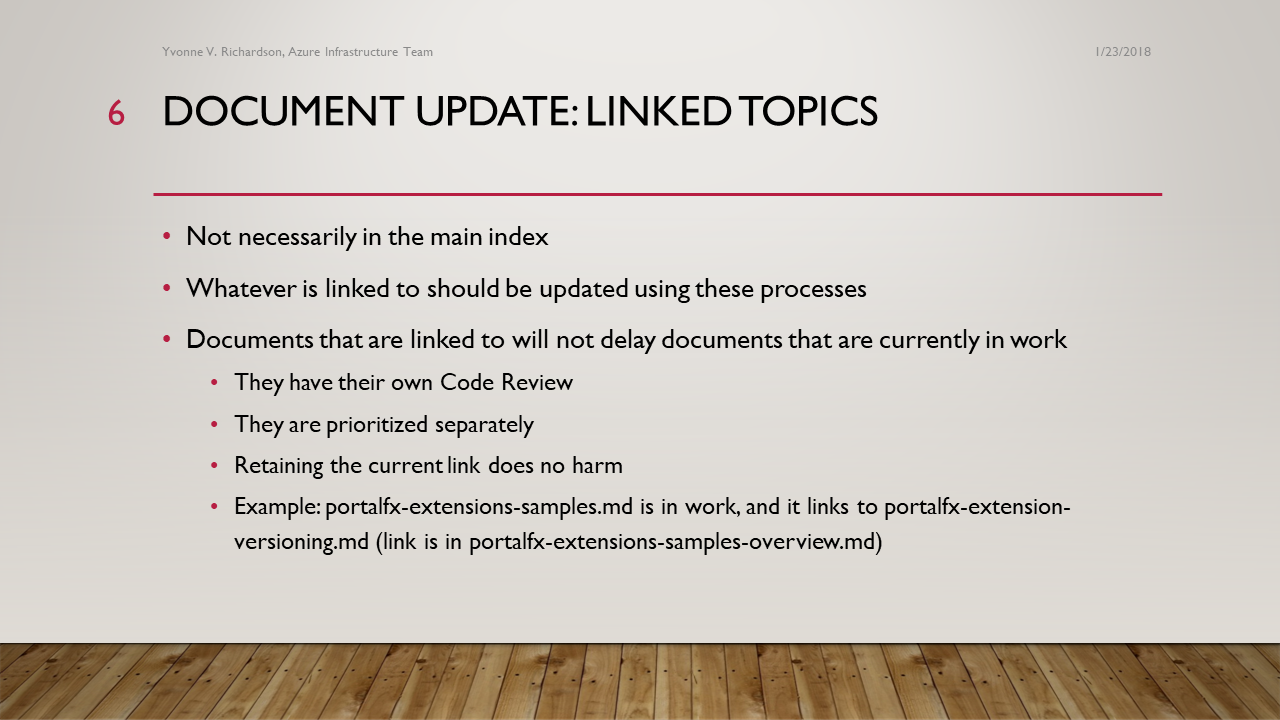 Yvonne V. Richardson, Azure Infrastructure Team
1/23/2018
6
DOCUMENT UPDATE: LINKED TOPICS
• Not necessarily in the main index
• Whatever is linked to should be updated using these processes
• Documents that are linked to will not delay documents that are currently in work
• They have their own Code Review
• They are prioritized separately
• Retaining the current link does no harm
• Example: portalfx-extensions-samples.md is in work, and it links to portalfx-extension-
versioning.md (link is in portalfx-extensions-samples-overview.md)